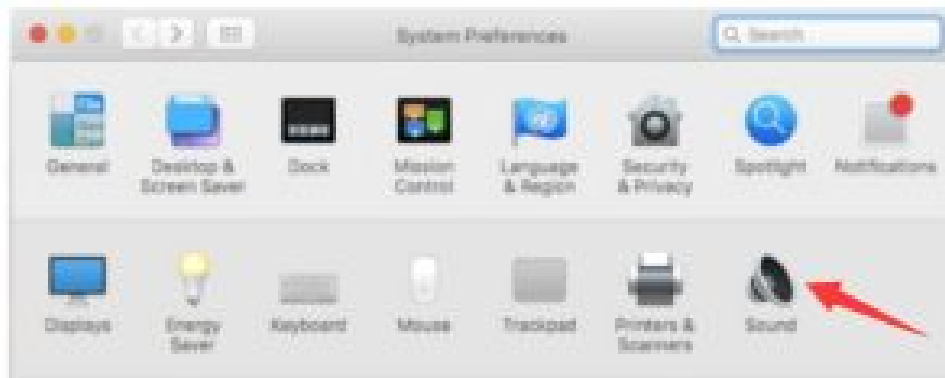 System Preferences
Search
General
Desktop &
Screen Saver
Dock
Mission
Control
Language
& Region
Security
& Privacy
Spotlight
Notifications
Displays
Energy
Saver
Keyboard
Mouse
Trackpad
Printers &
Scanners
Sound